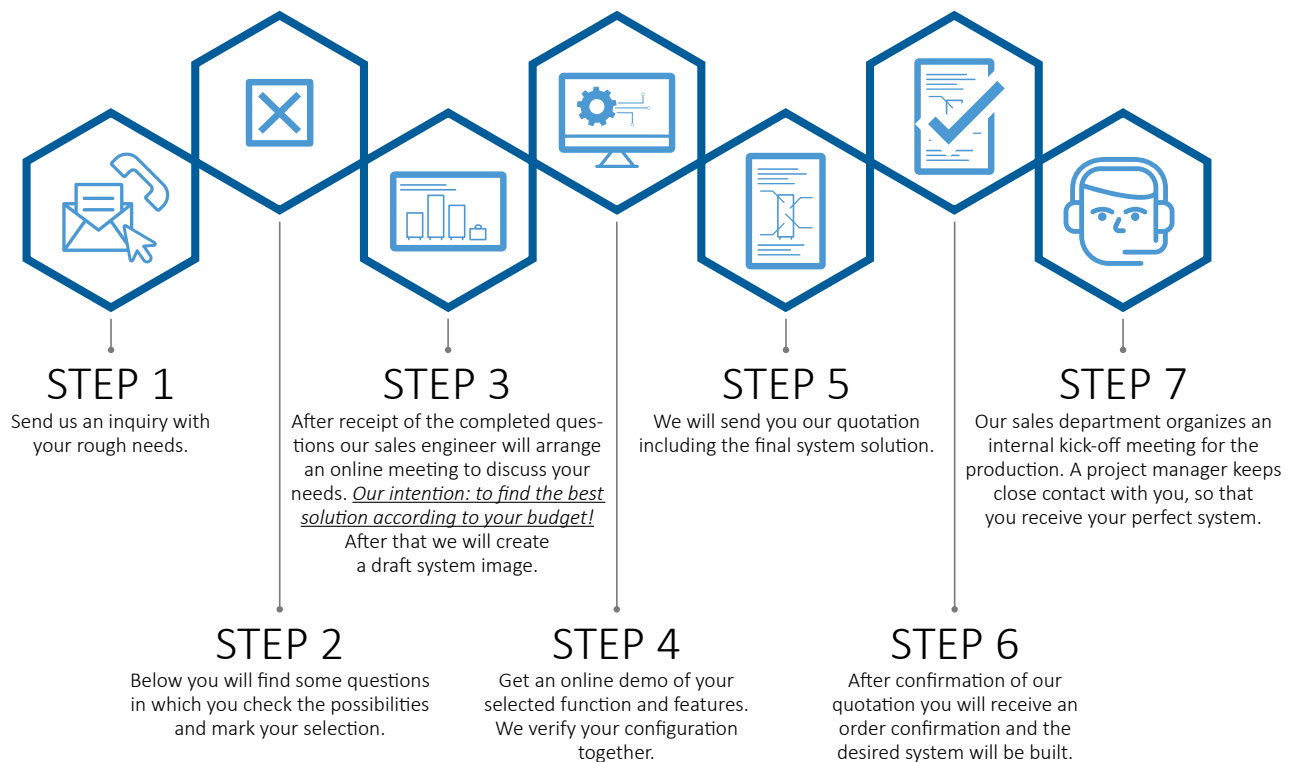 STEP 1
Send us an inquiry with
your rough needs.
STEP 2
Below you will find some questions
in which you check the possibilities
and mark your selection.
STEP 3
After receipt of the completed ques-
tions our sales engineer will arrange
an online meeting to discuss your
needs. Our intention: to find the best
solution according to your budget!
After that we will create
a draft system image.
STEP 4
Get an online demo of your
selected function and features.
We verify your configuration
together.
STEP 5
We will send you our quotation
including the final system solution.
STEP 6
After confirmation of our
quotation you will receive an
order confirmation and the
desired system will be built.
STEP 7
Our sales department organizes an
internal kick-off meeting for the
production. A project manager keeps
close contact with you, so that
you receive your perfect system.